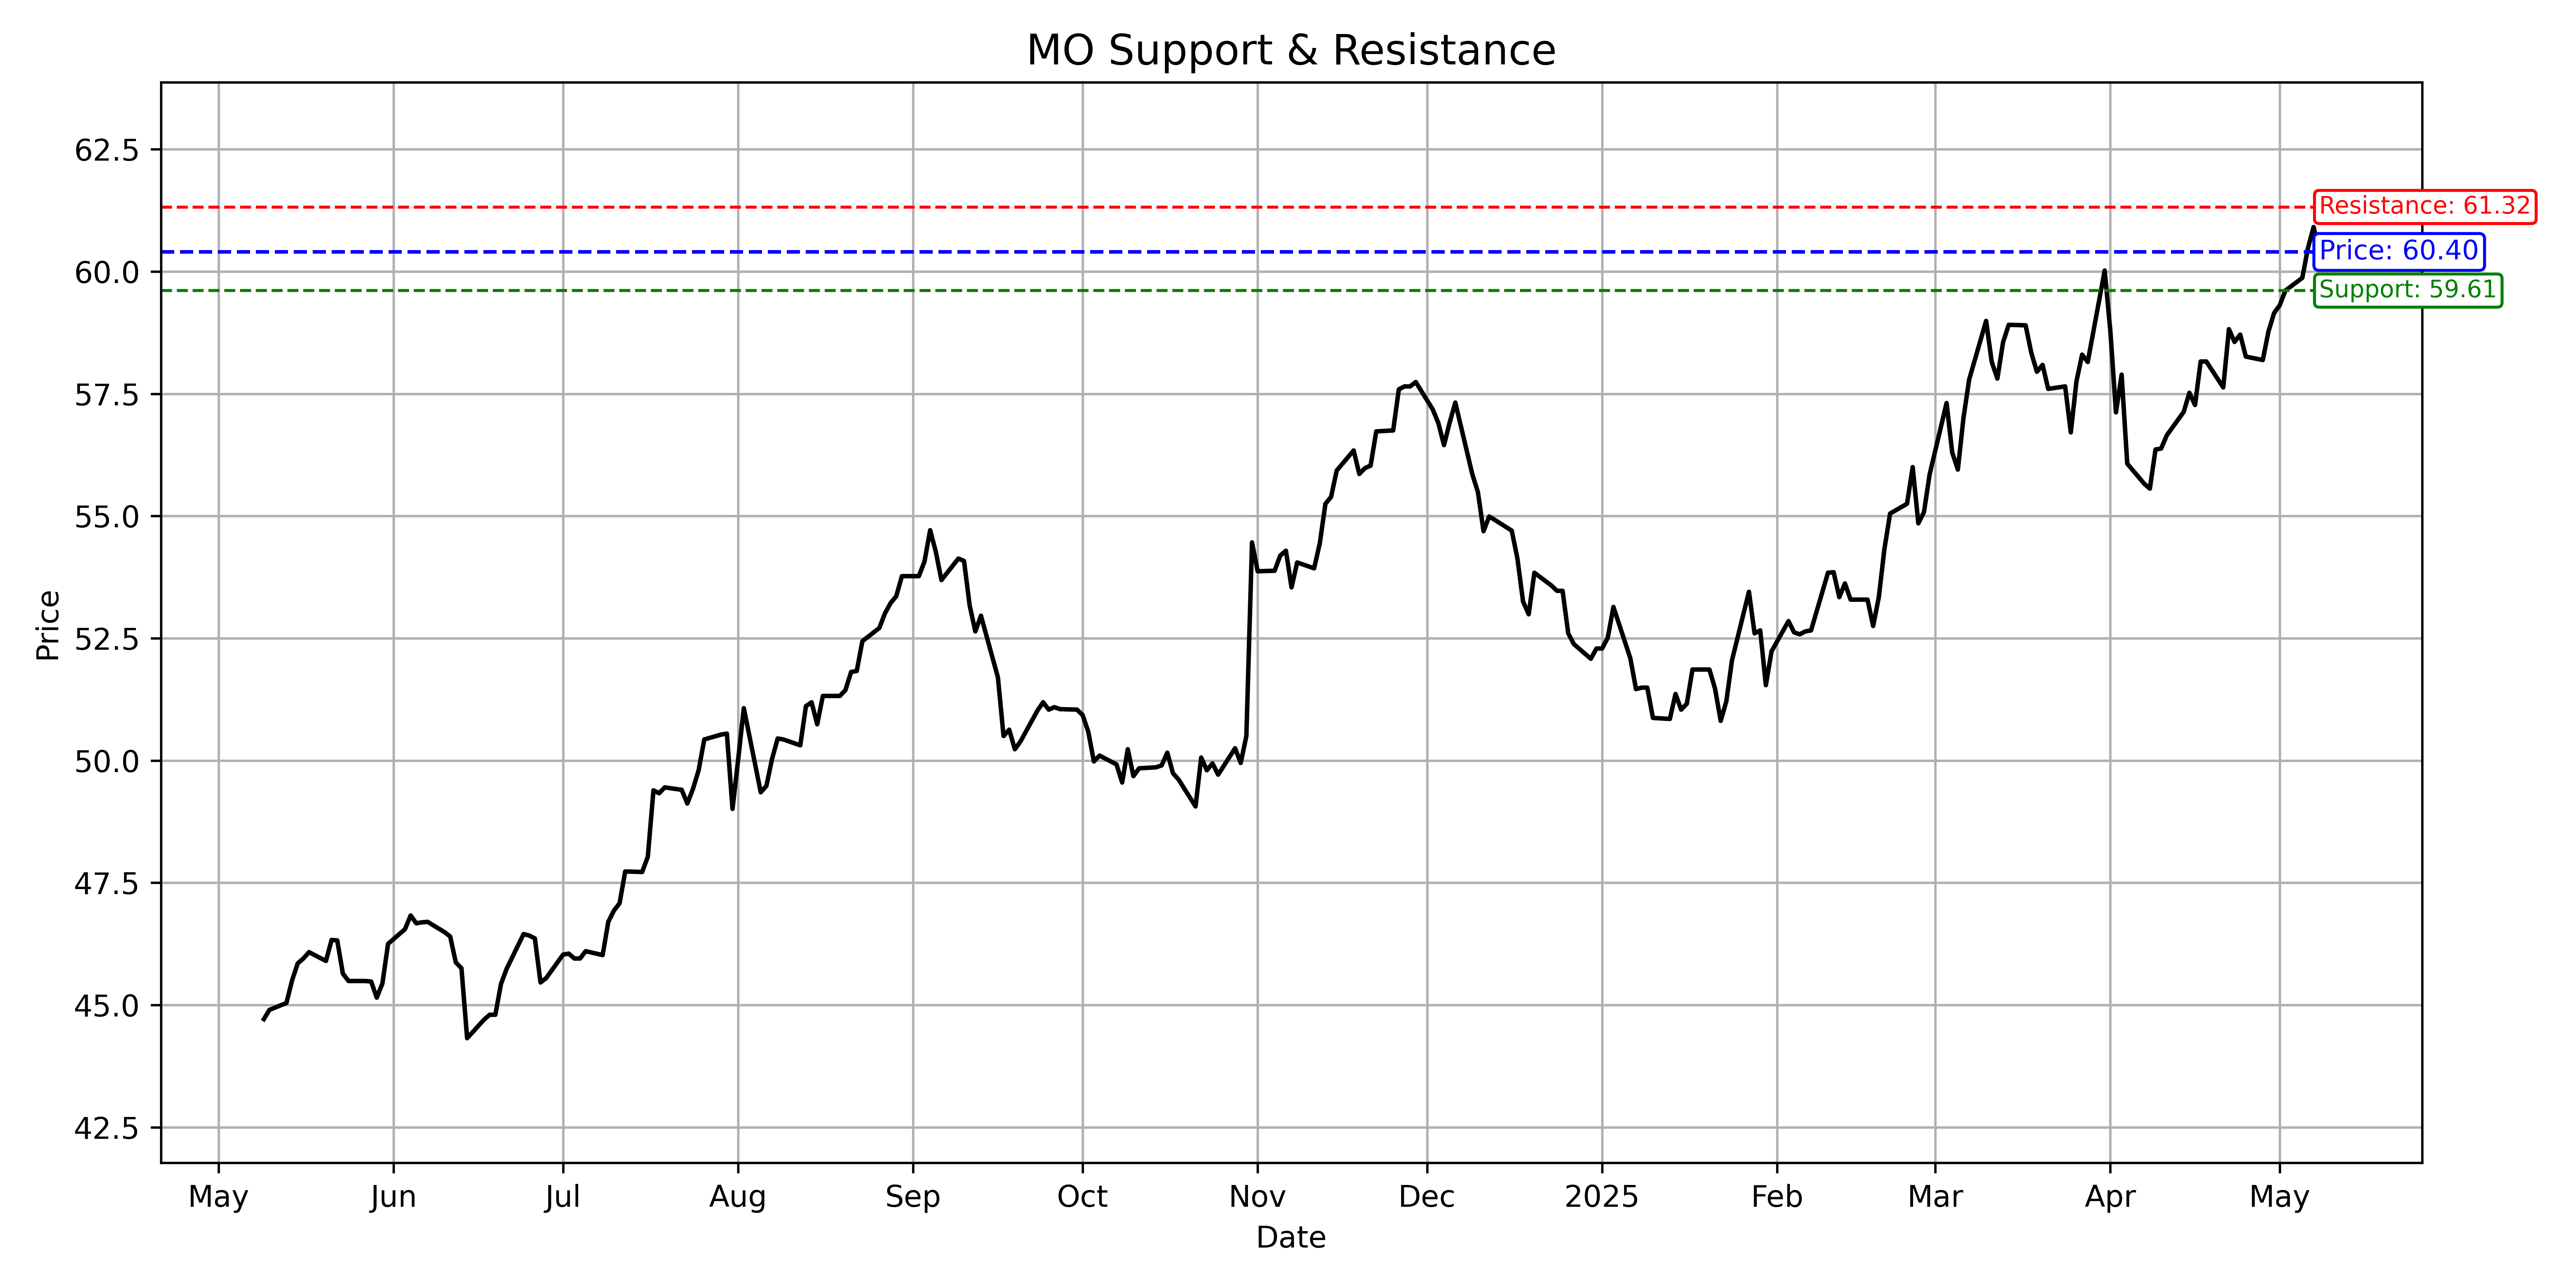 MO Support & Resistance
62.5
60.0
57.5
55.0
52.5
50.0
47.5
45.0
42.5
Price
Resistance: 61.32
Price: 60.40
Support: 59.61
May Jun Jul Aug Sep Oct Nov Dec 2025 Feb Mar Apr May
Date